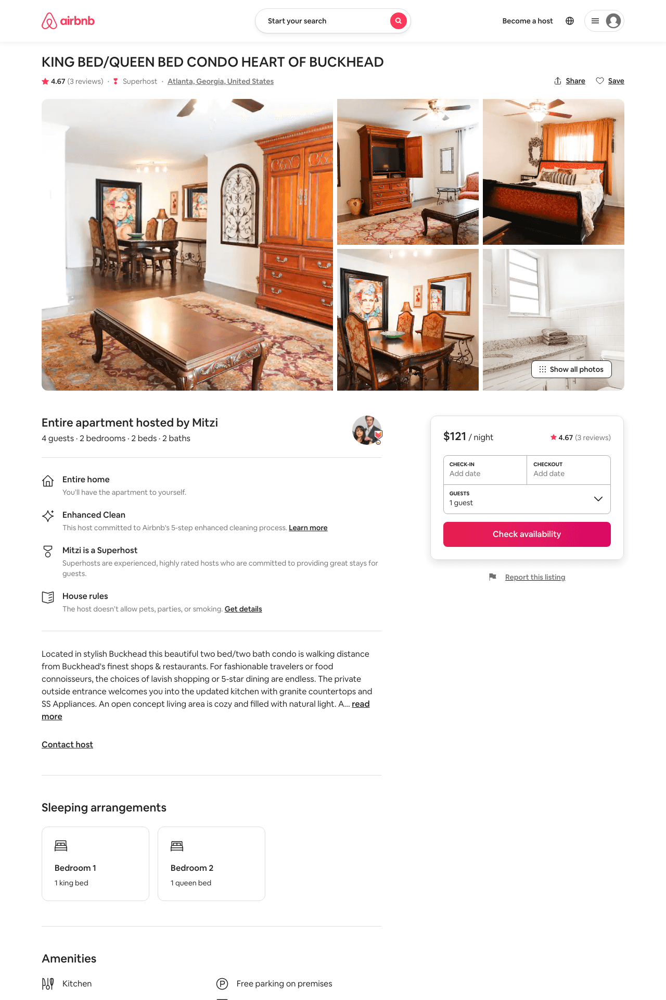 airbnb
Start your search
Become a host
KING BED/QUEEN BED CONDO HEART OF BUCKHEAD
4.67 (3 reviews) · Superhost · Atlanta, Georgia, United States
Share
Save
Show all photos
Entire apartment hosted by Mitzi
4 guests · 2 bedrooms · 2 beds · 2 baths
Entire home
You'll have the apartment to yourself.
Enhanced Clean
This host committed to Airbnb's 5-step enhanced cleaning process. Learn more
Mitzi is a Superhost
Superhosts are experienced, highly rated hosts who are committed to providing great stays for
guests.
House rules
The host doesn't allow pets, parties, or smoking. Get details
$121 / night
4.67 (3 reviews)
CHECK-IN
Add date
CHECKOUT
Add date
GUESTS
1 guest
Check availability
Report this listing
Located in stylish Buckhead this beautiful two bed/two bath condo is walking distance
from Buckhead's finest shops & restaurants. For fashionable travelers or food
connoisseurs, the choices of lavish shopping or 5-star dining are endless. The private
outside entrance welcomes you into the updated kitchen with granite countertops and
SS Appliances. An open concept living area is cozy and filled with natural light. A... read
more
Contact host
Sleeping arrangements
Bedroom 1
1 king bed
Bedroom 2
1 queen bed
Amenities
Kitchen
Free parking on premises